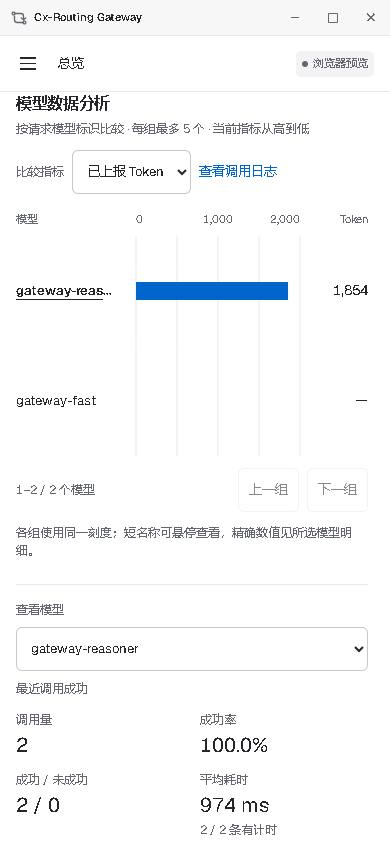 Cx-Routing Gateway
总览
浏览器预览
模型数据分析
按请求模型标识比较 · 每组最多 5 个 · 当前指标从高到低
比较指标
已上报 Token
查看调用日志
模型
0
1,000
2,000
Token
gateway-reas...
1,854
gateway-fast
—
1–2 / 2 个模型
上一组
下一组
各组使用同一刻度；短名称可悬停查看，精确数值见所选模型明
细。
查看模型
gateway-reasoner
最近调用成功
调用量
成功率
2
100.0%
成功 / 未成功
平均耗时
2 / 0
974 ms
2 / 2 条有计时